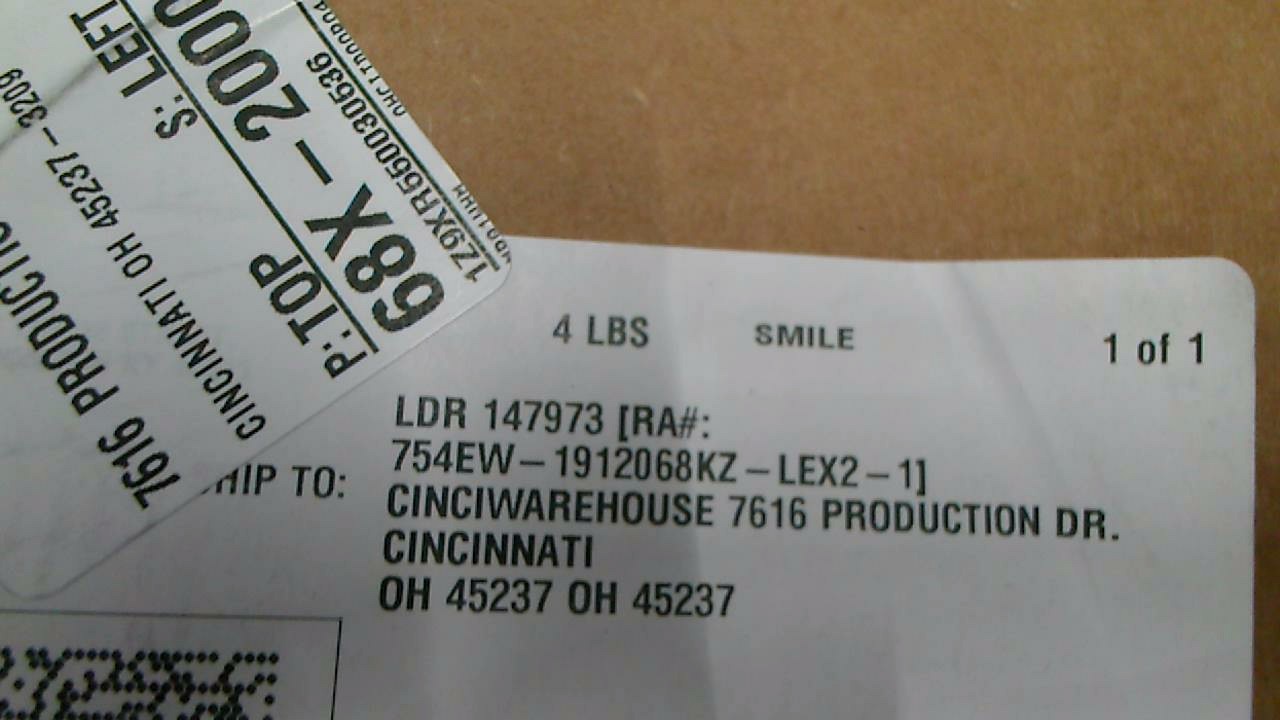 4 LBS SMILE 1 of 1
LDR 147973 [RA#:
754EW-1912068KZ-LEX2-1]
SHIP TO: CINCIWAREHOUSE 7616 PRODUCTION DR.
CINCINNATI
OH 45237 OH 45237
7616 PRODUCTIO
CINCINNATI OH 45237-3209
P:TOP S: LEFT
68X-2000
1Z9XR6600030636